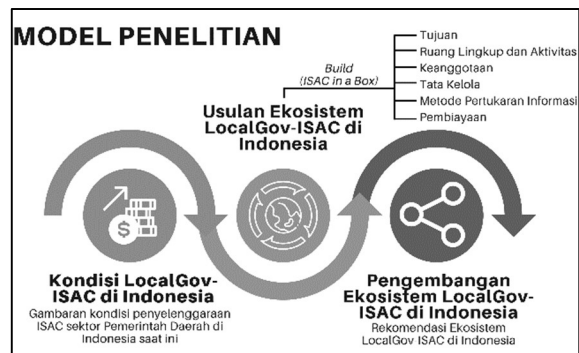 MODEL PENELITIAN
Build
(ISAC in a Box)
Tujuan
Ruang Lingkup dan Aktivitas
Keanggotaan
Tata Kelola
Metode Pertukaran Informasi
Pembiayaan
Usulan Ekosistem
LocalGov-ISAC di
Indonesia
$
Kondisi LocalGov-
ISAC di Indonesia
Gambaran kondisi penyelenggaraan
ISAC sektor Pemerintah Daerah di
Indonesia saat ini
Pengembangan
Ekosistem LocalGov-
ISAC di Indonesia
Rekomendasi Ekosistem
LocalGov ISAC di Indonesia